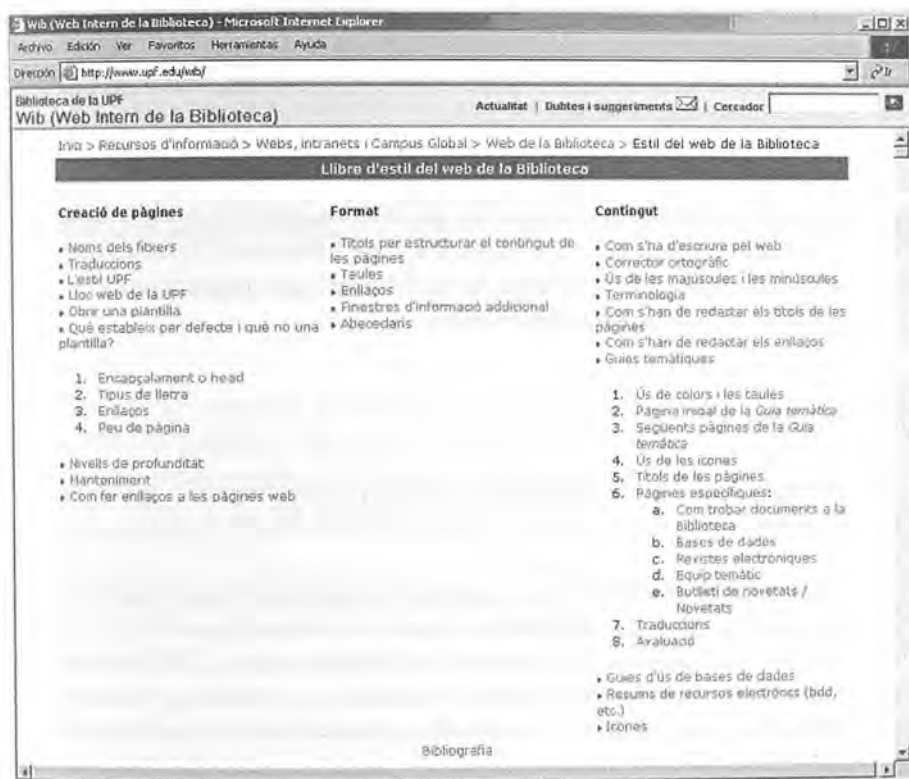 Wib (Web Intern de la Biblioteca) - Microsoft Internet Explorer
Archivo Edición Ver Favoritos Herramientas Ayuda
Dirección http://www.upf.edu/wib/ Ir
Biblioteca de la UPF
Wib (Web Intern de la Biblioteca)
Actualitat | Dubtes i suggeriments | Cercador
Inici > Recursos d'informació > Webs, intranets i Campus Global > Web de la Biblioteca > Estil del web de la Biblioteca
Llibre d'estil del web de la Biblioteca
Creació de pàgines
Noms dels fitxers
Traduccions
L'estil UPF
Lloc web de la UPF
Obrir una plantilla
Què estableix per defecte i què no una
plantilla?
1. Encapçalament o head
2. Tipus de lletra
3. Enllaços
4. Peu de pàgina
Nivells de profunditat
Manteniment
Com fer enllaços a les pàgines web
Format
Títols per estructurar el contingut de
les pàgines
Taules
Enllaços
Finestres d'informació addicional
Abecedaris
Contingut
Com s'ha d'escriure pel web
Corrector ortogràfic
Ús de les majúscules i les minúscules
Terminologia
Com s'han de redactar els títols de les
pàgines
Com s'han de redactar els enllaços
Guies temàtiques
1. Ús de colors i les taules
2. Pàgina inicial de la Guia temàtica
3. Següents pàgines de la Guia
temàtica
4. Ús de les icones
5. Títols de les pàgines
6. Pàgines específiques:
a. Com trobar documents a la
Biblioteca
b. Bases de dades
c. Revistes electròniques
d. Equip temàtic
e. Butlletí de novetats /
Novetats
7. Traduccions
8. Avaluació
Guies d'ús de bases de dades
Resums de recursos electrònics (bdd,
etc.)
Icones
Bibliografia